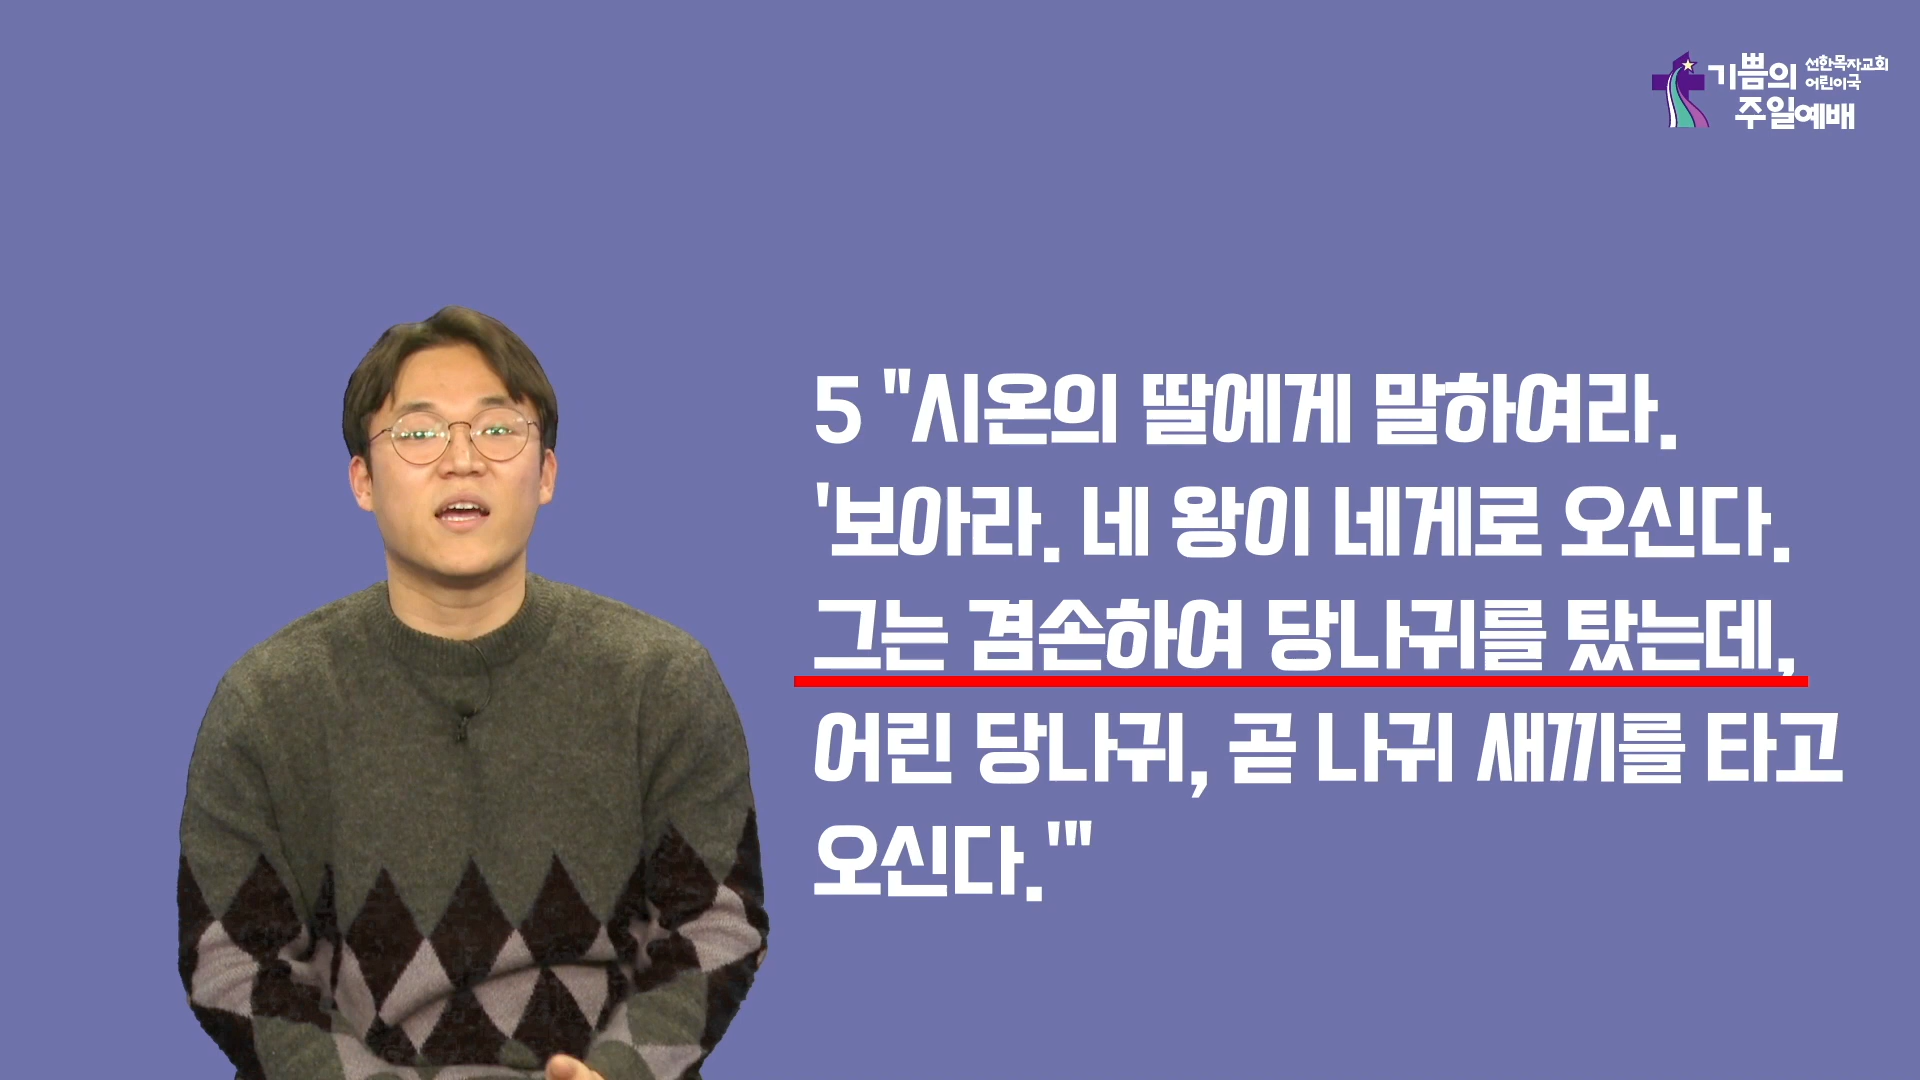 기쁨의 선한목자교회
어린이국
주일예배
5 "시온의 딸에게 말하여라.
'보아라. 네 왕이 네게로 오신다.
그는 겸손하여 당나귀를 탔는데,
어린 당나귀, 곧 나귀 새끼를 타고
오신다.'"